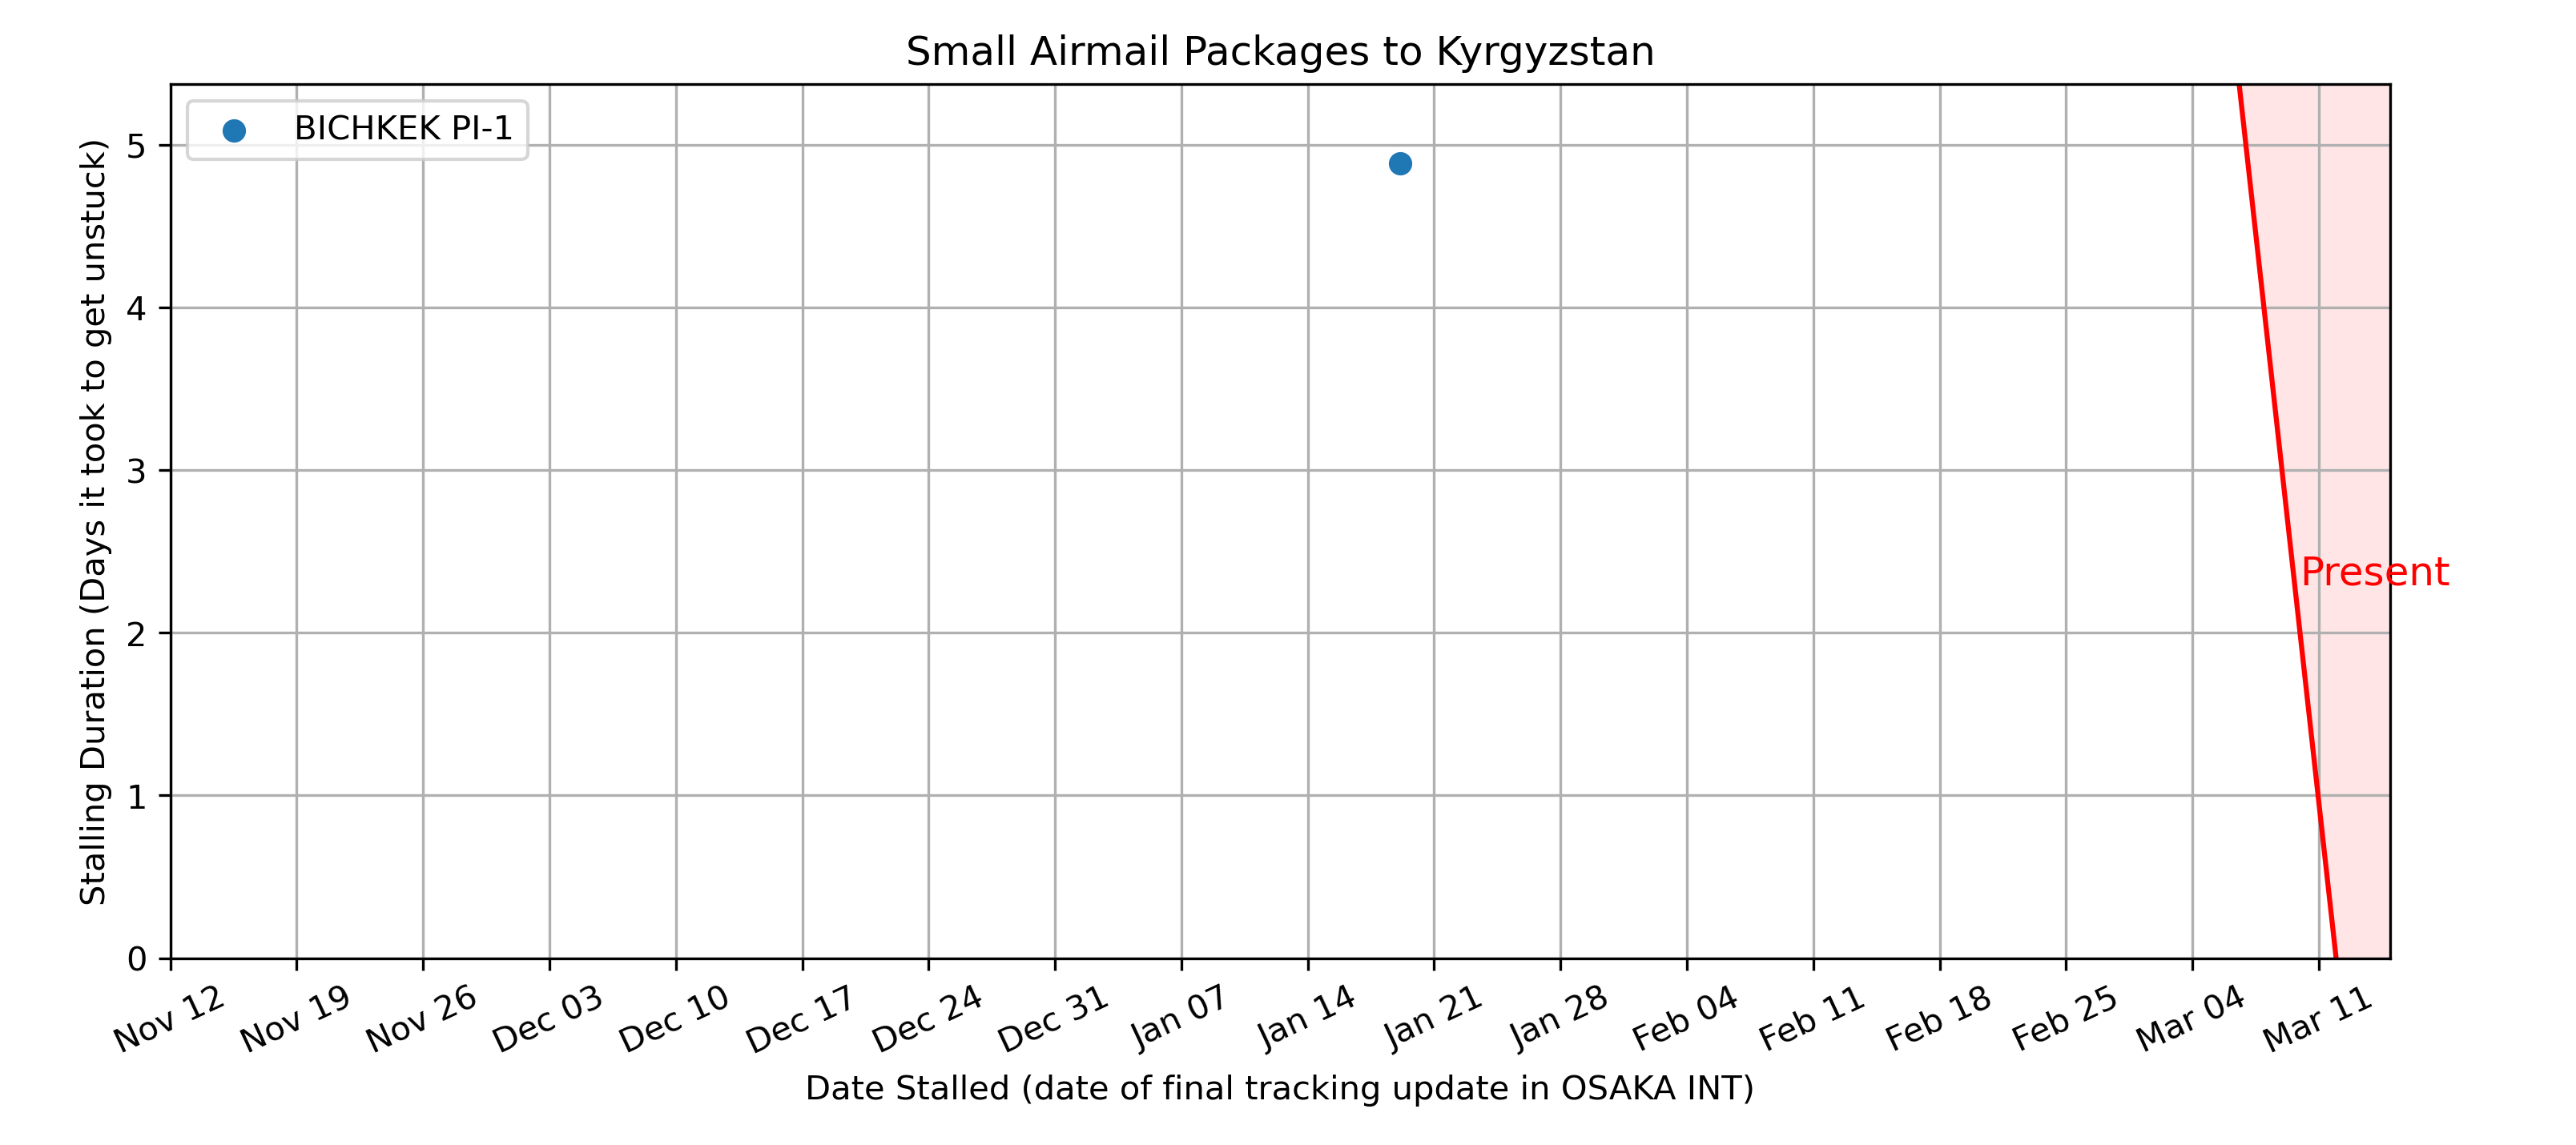 Small Airmail Packages to Kyrgyzstan
BICHKEK PI-1
Stalling Duration (Days it took to get unstuck)
5
4
3
2
1
0
Present
Nov 12
Nov 19
Nov 26
Dec 03
Dec 10
Dec 17
Dec 24
Dec 31
Jan 07
Jan 14
Jan 21
Jan 28
Feb 04
Feb 11
Feb 18
Feb 25
Mar 04
Mar 11
Date Stalled (date of final tracking update in OSAKA INT)